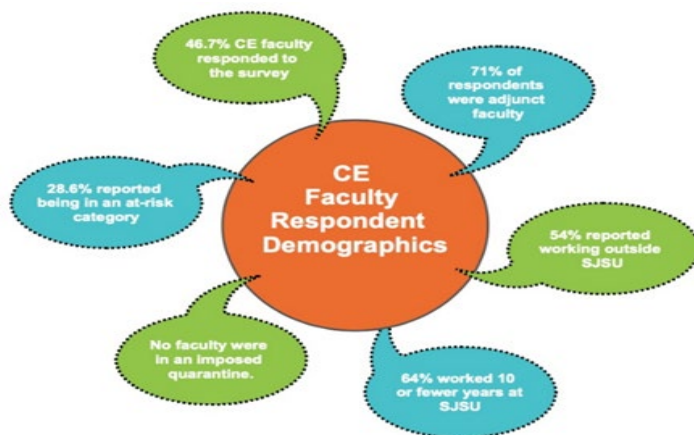 46.7% CE faculty
responded to
the survey
71% of
respondents
were adjunct
faculty
CE
Faculty
Respondent
Demographics
28.6% reported
being in an at-risk
category
54% reported
working outside
SJSU
No faculty were
in an imposed
quarantine.
64% worked 10
or fewer years at
SJSU